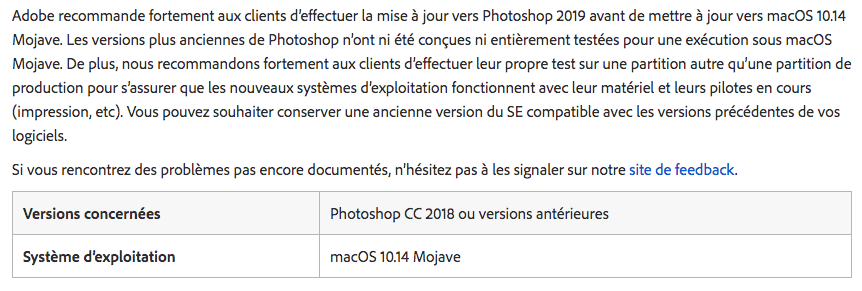 Adobe recommande fortement aux clients d’effectuer la mise à jour vers Photoshop 2019 avant de mettre à jour vers macOS 10.14
Mojave. Les versions plus anciennes de Photoshop n’ont ni été conçues ni entièrement testées pour une exécution sous macOS
Mojave. De plus, nous recommandons fortement aux clients d’effectuer leur propre test sur une partition autre qu’une partition de
production pour s’assurer que les nouveaux systèmes d’exploitation fonctionnent avec leur matériel et leurs pilotes en cours
(impression, etc). Vous pouvez souhaiter conserver une ancienne version du SE compatible avec les versions précédentes de vos
logiciels.
Si vous rencontrez des problèmes pas encore documentés, n’hésitez pas à les signaler sur notre site de feedback.
Versions concernées Photoshop CC 2018 ou versions antérieures
Système d’exploitation macOS 10.14 Mojave